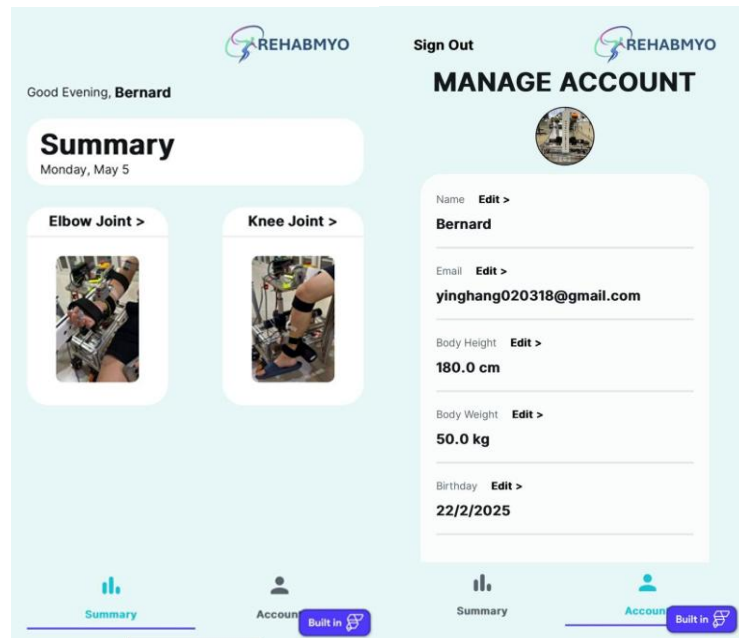 REHABMYO
Good Evening, Bernard
Summary
Monday, May 5
Elbow Joint >
Knee Joint >
Summary
Account
Built in
Sign Out
REHABMYO
MANAGE ACCOUNT
Name Edit >
Bernard
Email Edit >
yinghang020318@gmail.com
Body Height Edit >
180.0 cm
Body Weight Edit >
50.0 kg
Birthday Edit >
22/2/2025
Summary
Accoun
Built in